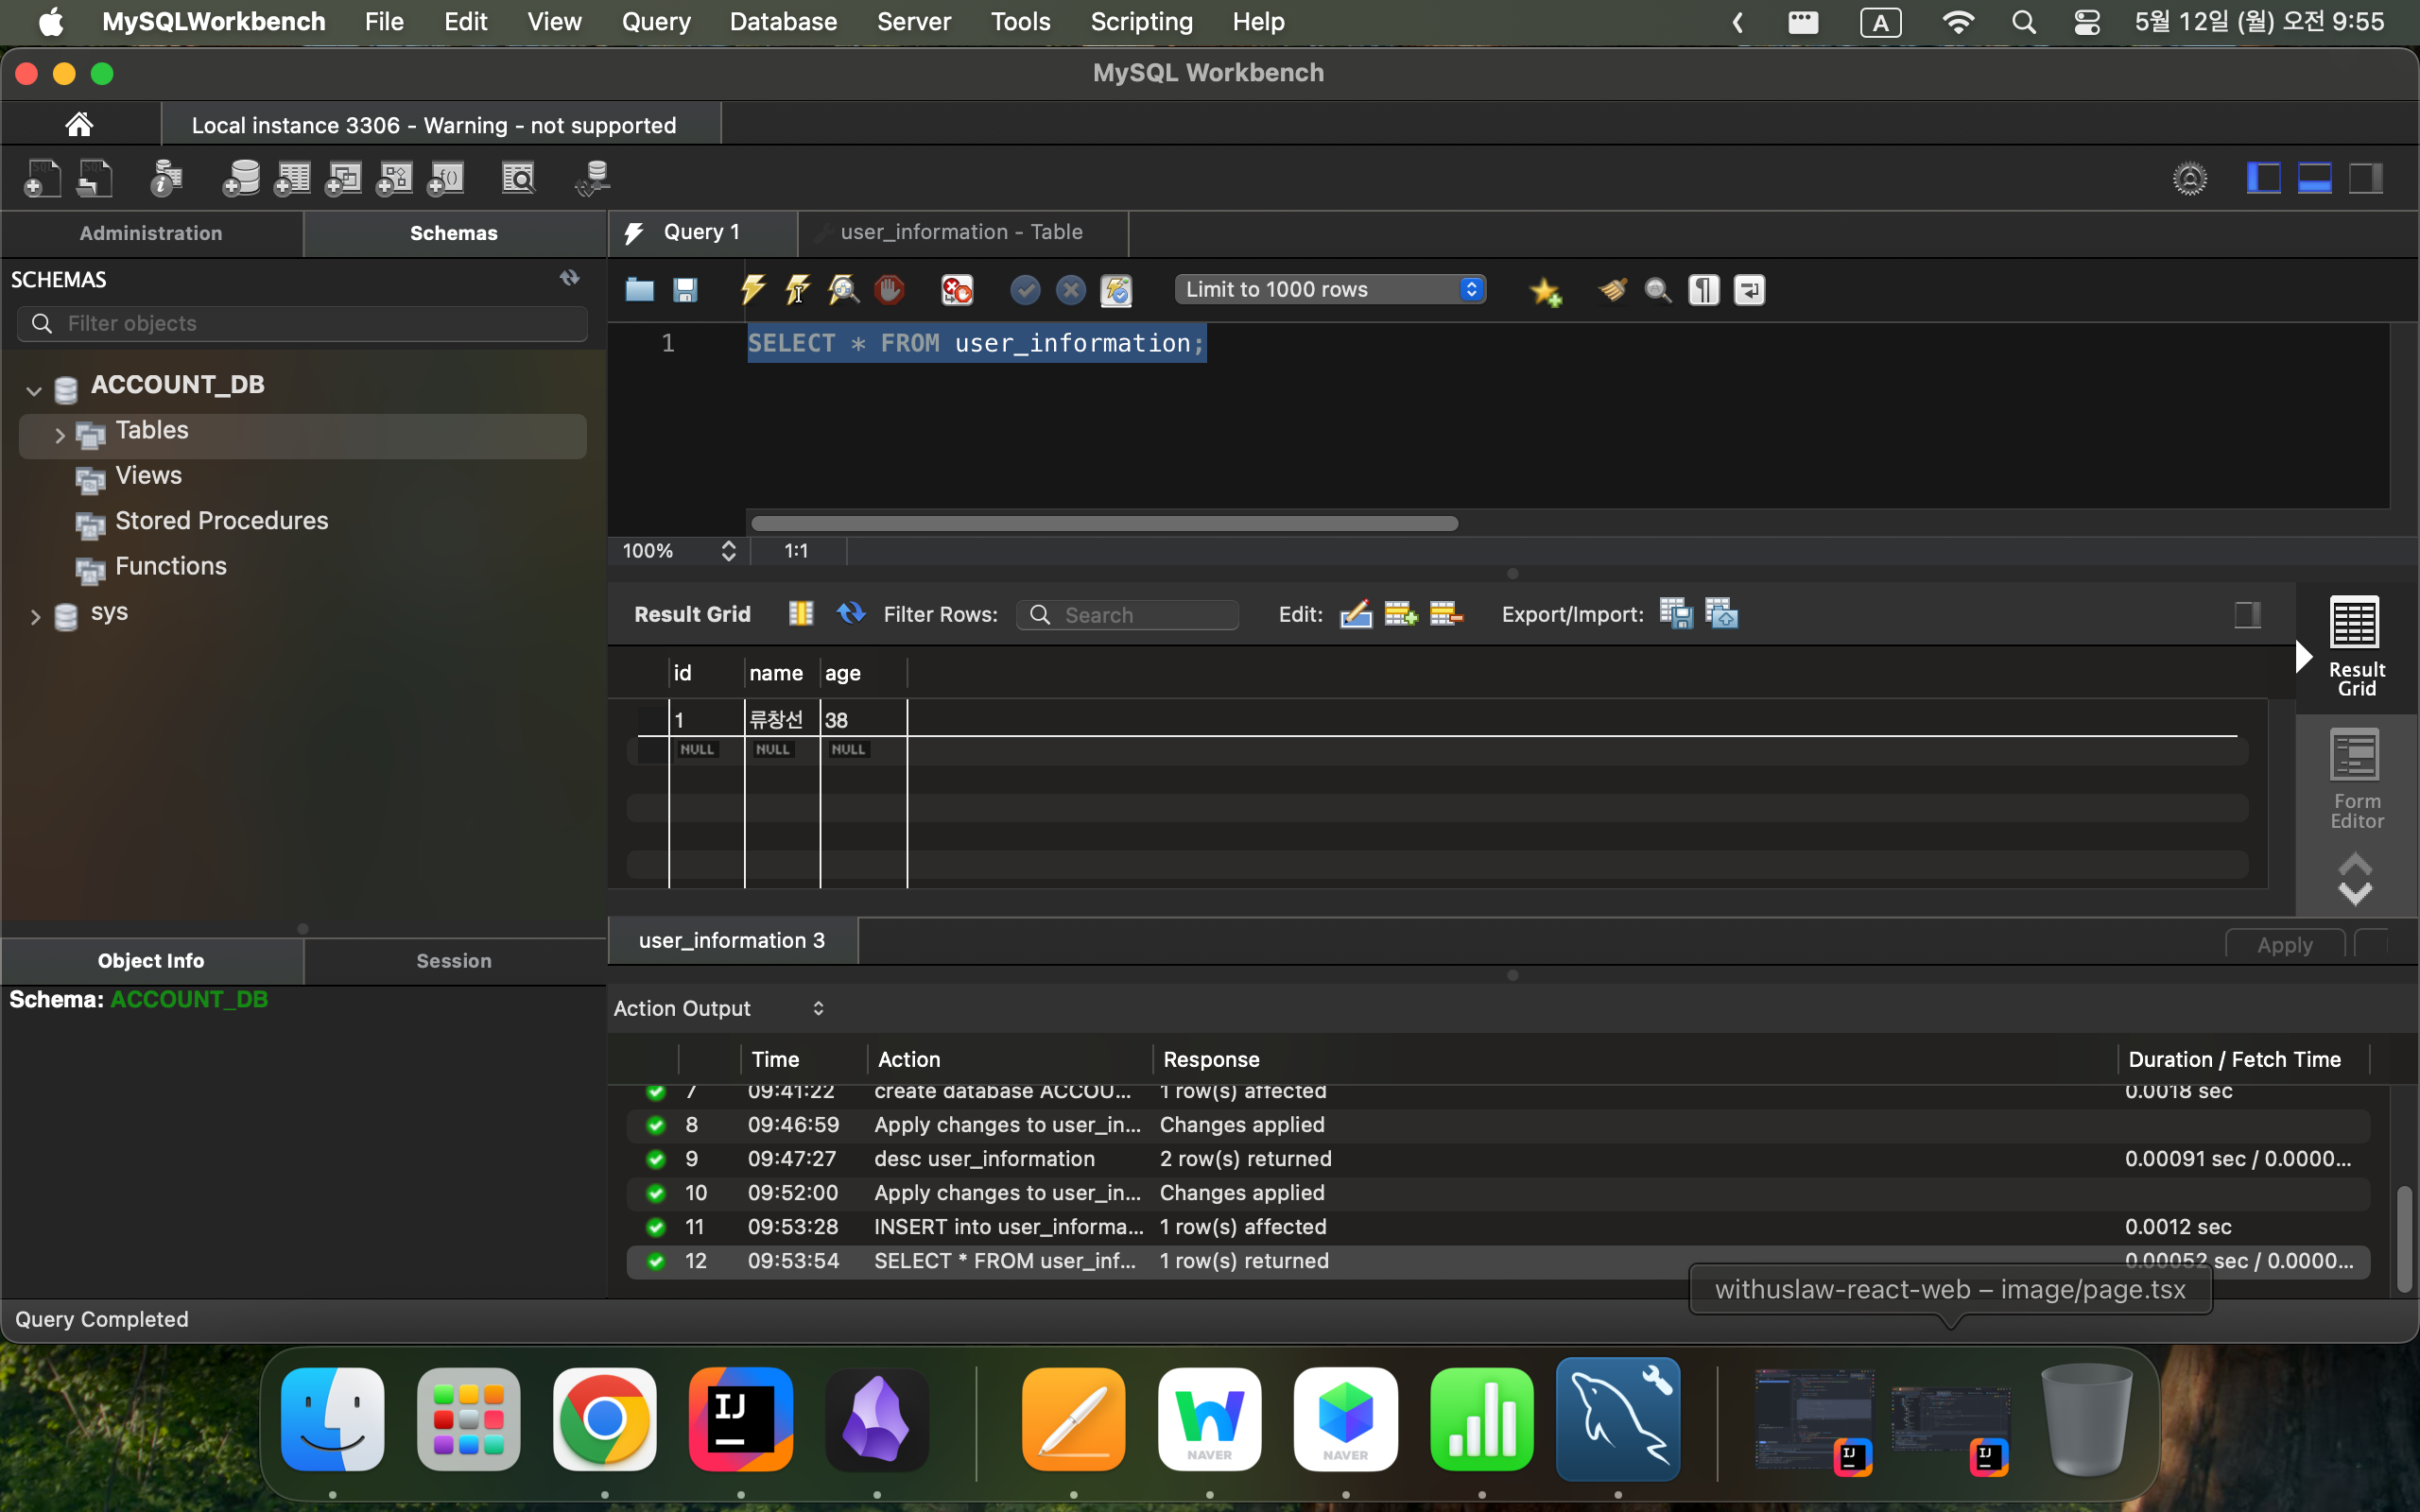 MySQLWorkbench File Edit View Query Database Server Tools Scripting Help A 5월 12일 (월) 오전 9:55
MySQL Workbench
Local instance 3306 - Warning - not supported
Administration Schemas
Query 1 user_information - Table
SCHEMAS
Filter objects
Limit to 1000 rows
1 SELECT * FROM user_information;
ACCOUNT_DB
Tables
Views
Stored Procedures
Functions
sys
100% 1:1
Result Grid Filter Rows: Search Edit: Export/Import:
Result
Grid
Form
Editor
id name age
1 류창선 38
NULL NULL NULL
user_information 3 Apply
Object Info Session
Schema: ACCOUNT_DB
Action Output
Time Action Response Duration / Fetch Time
7 09:41:22 create database ACCOU... 1 row(s) affected 0.0018 sec
8 09:46:59 Apply changes to user_in... Changes applied
9 09:47:27 desc user_information 2 row(s) returned 0.00091 sec / 0.0000...
10 09:52:00 Apply changes to user_in... Changes applied
11 09:53:28 INSERT into user_informa... 1 row(s) affected 0.0012 sec
12 09:53:54 SELECT * FROM user_inf... 1 row(s) returned 0.00052 sec / 0.0000...
withuslaw-react-web – image/page.tsx
Query Completed
IJ
NAVER
NAVER
IJ
IJ